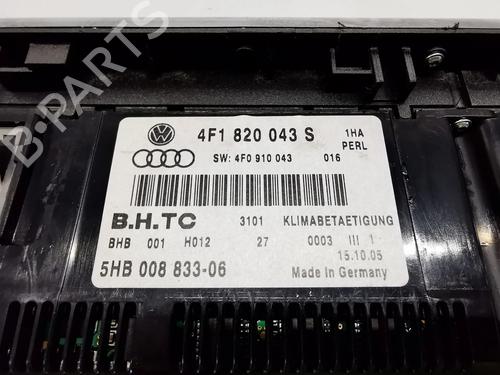 4F1 820 043 S 1HA
PERL
SW: 4F0 910 043 016
B.H.TC 3101 KLIMABETAETIGUNG
BHB 001 H012 27 0003 III 1
15.10.05
5HB 008 833-06 Made in Germany
B-PARTS